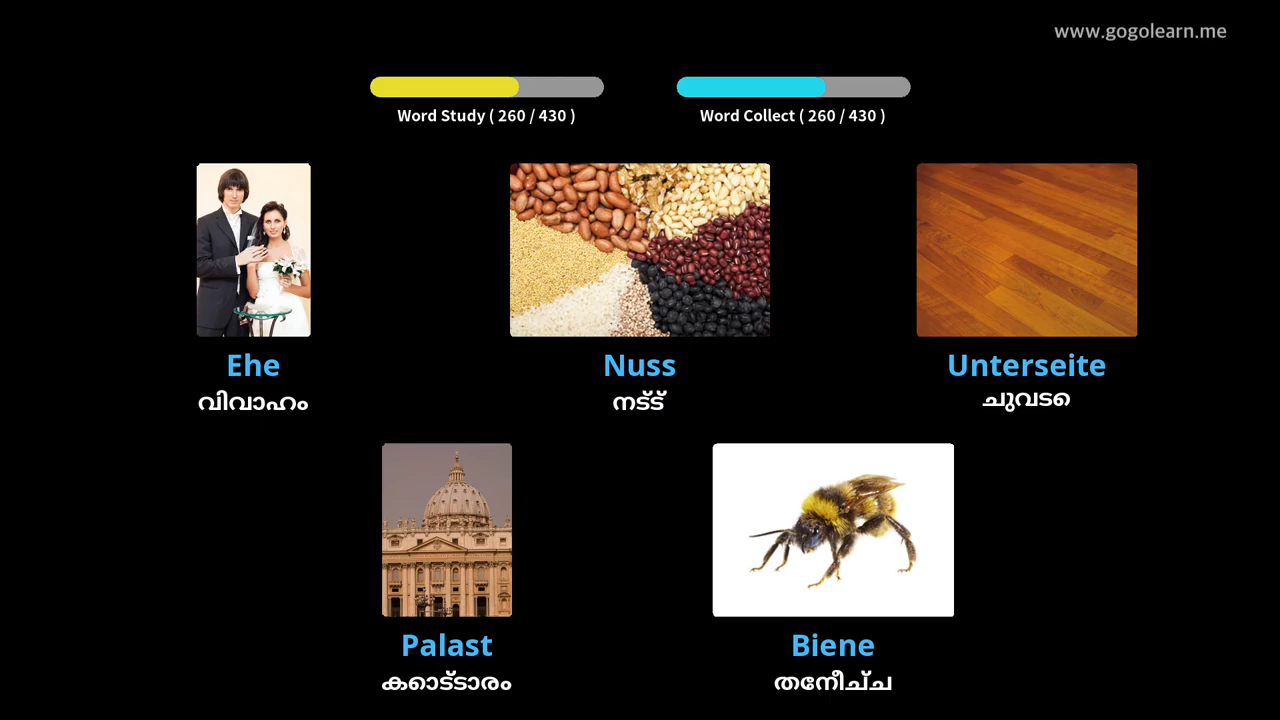 www.gogolearn.me
Word Study ( 260 / 430 )
Word Collect ( 260 / 430 )
Ehe
വിവാഹം
Nuss
നട്ട്
Unterseite
ചുവടെ
Palast
കൊട്ടാരം
Biene
തേനീച്ച